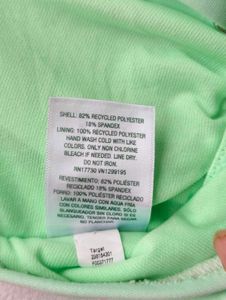 SHELL: 82% RECYCLED POLYESTER
18% SPANDEX
LINING: 100% RECYCLED POLYESTER
HAND WASH COLD WITH LIKE
COLORS. ONLY NON CHLORINE
BLEACH IF NEEDED. LINE DRY.
DO NOT IRON.
RN17730 VN1299195
REVESTIMIENTO: 82% POLIÉSTER
RECICLADO 18% SPANDEX
FORRO: 100% POLIÉSTER RECICLADO
LAVAR A MANO CON AGUA FRÍA
CON COLORES SIMILARES. SÓLO
BLANQUEADOR SIN CLORO SI ES
NECESARIO. TENDER PARA SECAR
NO PLANCHAR
Target